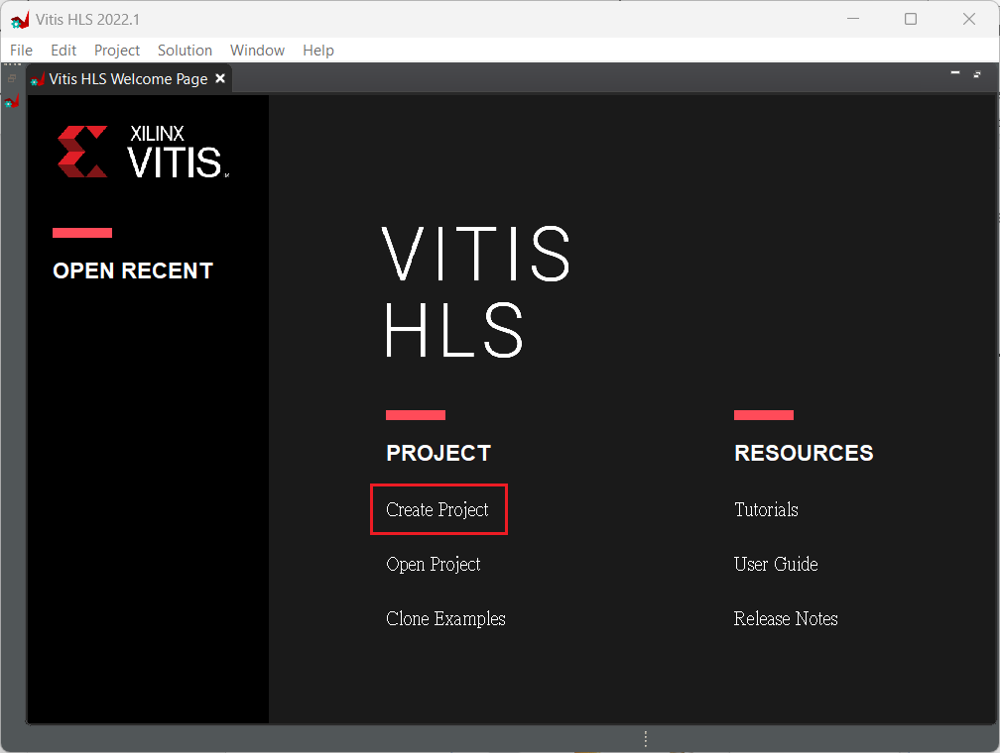 Vitis HLS 2022.1
File Edit Project Solution Window Help
Vitis HLS Welcome Page
XILINX
VITIS
OPEN RECENT
VITIS
HLS
PROJECT
Create Project
Open Project
Clone Examples
RESOURCES
Tutorials
User Guide
Release Notes